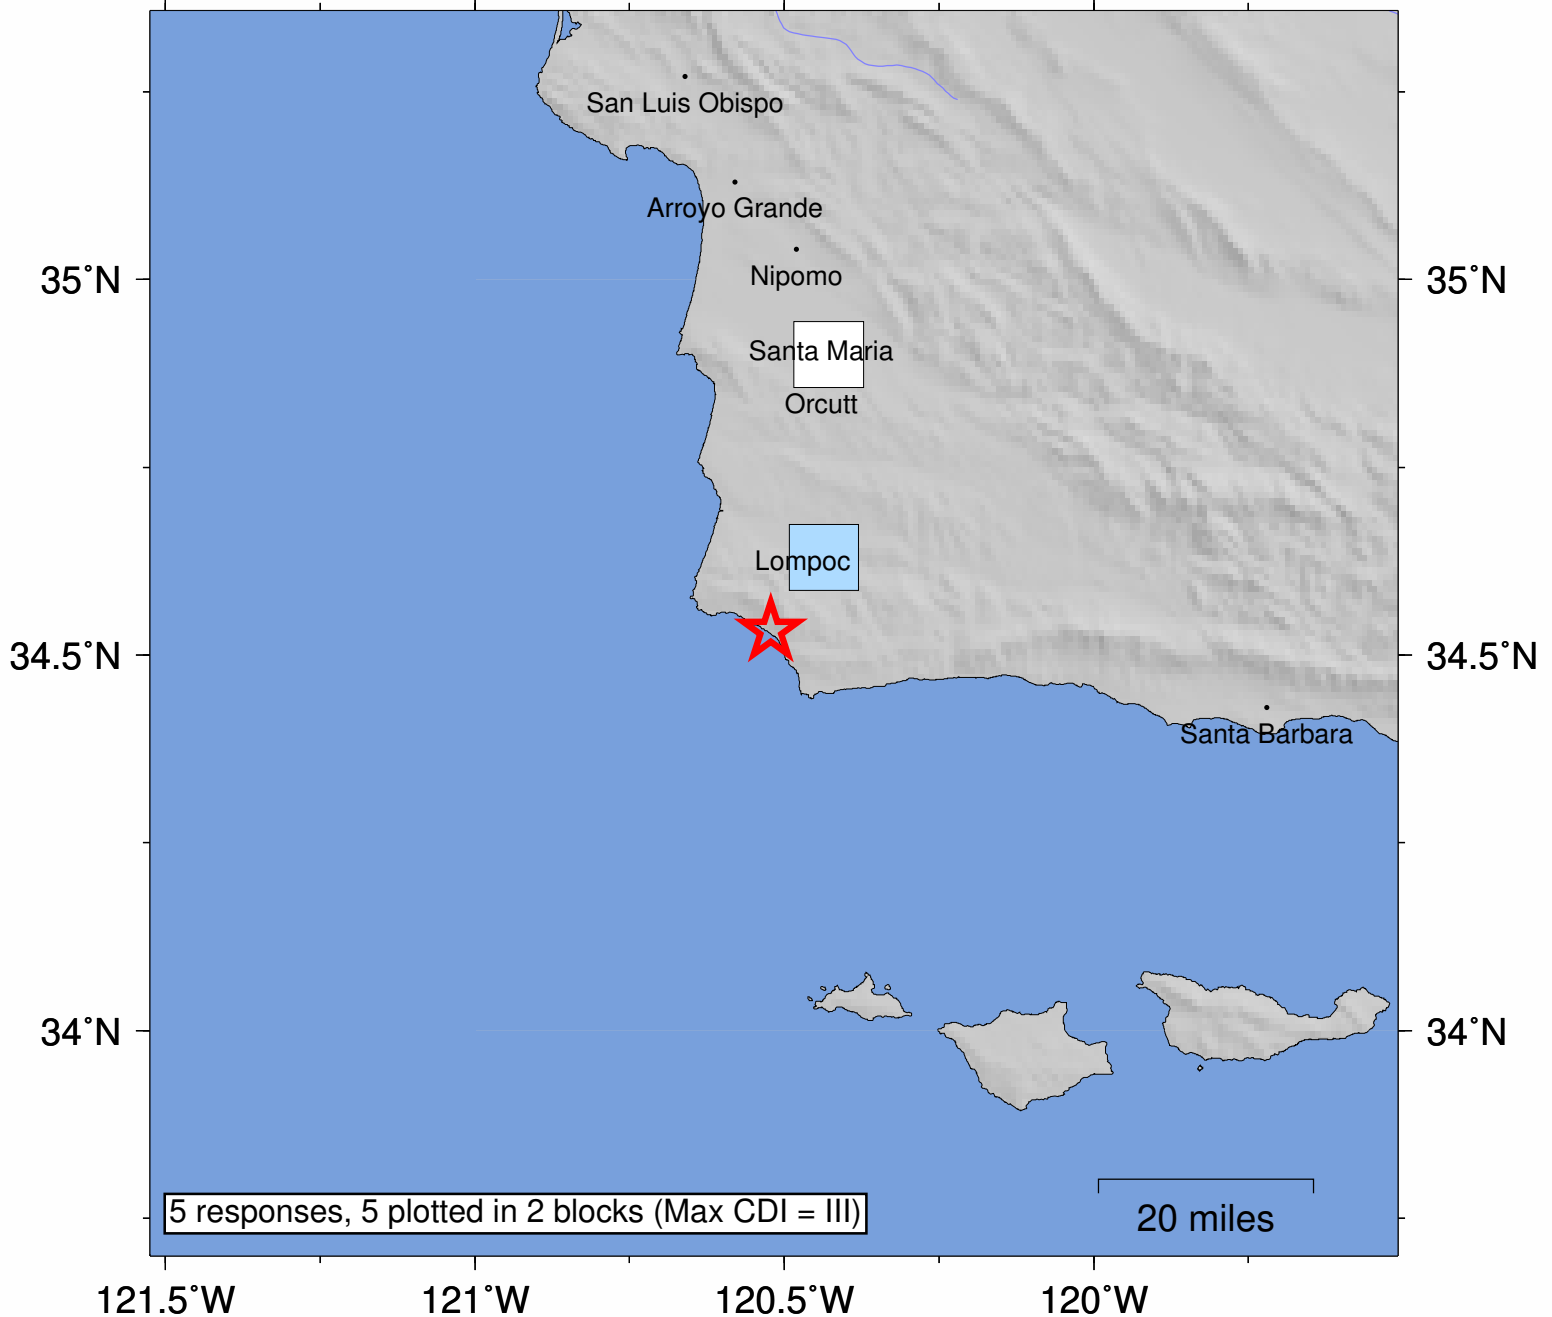 San Luis Obispo
Arroyo Grande
Nipomo
35°N
35°N
Santa Maria
Orcutt
Lompoc
34.5°N
34.5°N
Santa Barbara
34°N
34°N
5 responses, 5 plotted in 2 blocks (Max CDI = III)
20 miles
121.5°W
121°W
120.5°W
120°W